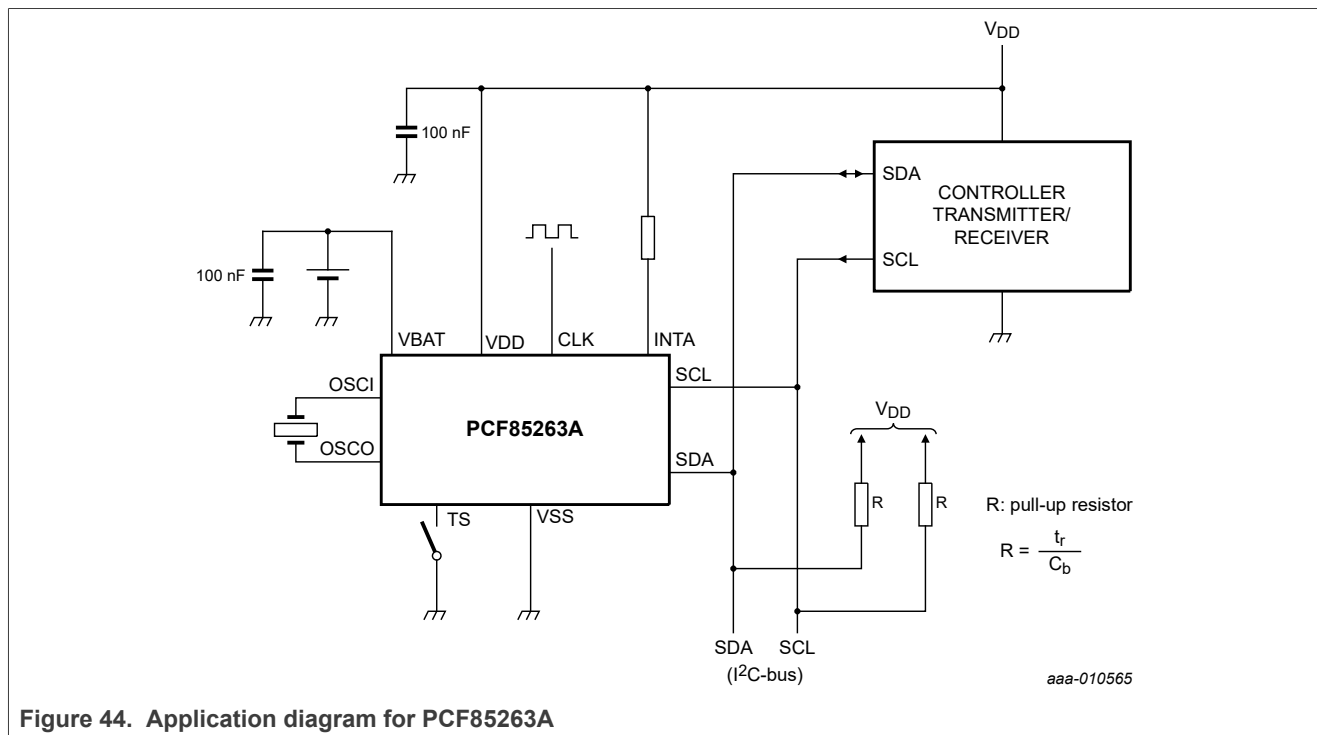 VDD
100 nF
SDA
CONTROLLER
TRANSMITTER/
RECEIVER
SCL
100 nF
VBAT
VDD
CLK
INTA
OSCI
SCL
PCF85263A
OSCO
SDA
TS
VSS
VDD
R
R
R: pull-up resistor
R = tr / Cb
SDA SCL
(I²C-bus)
aaa-010565
Figure 44. Application diagram for PCF85263A